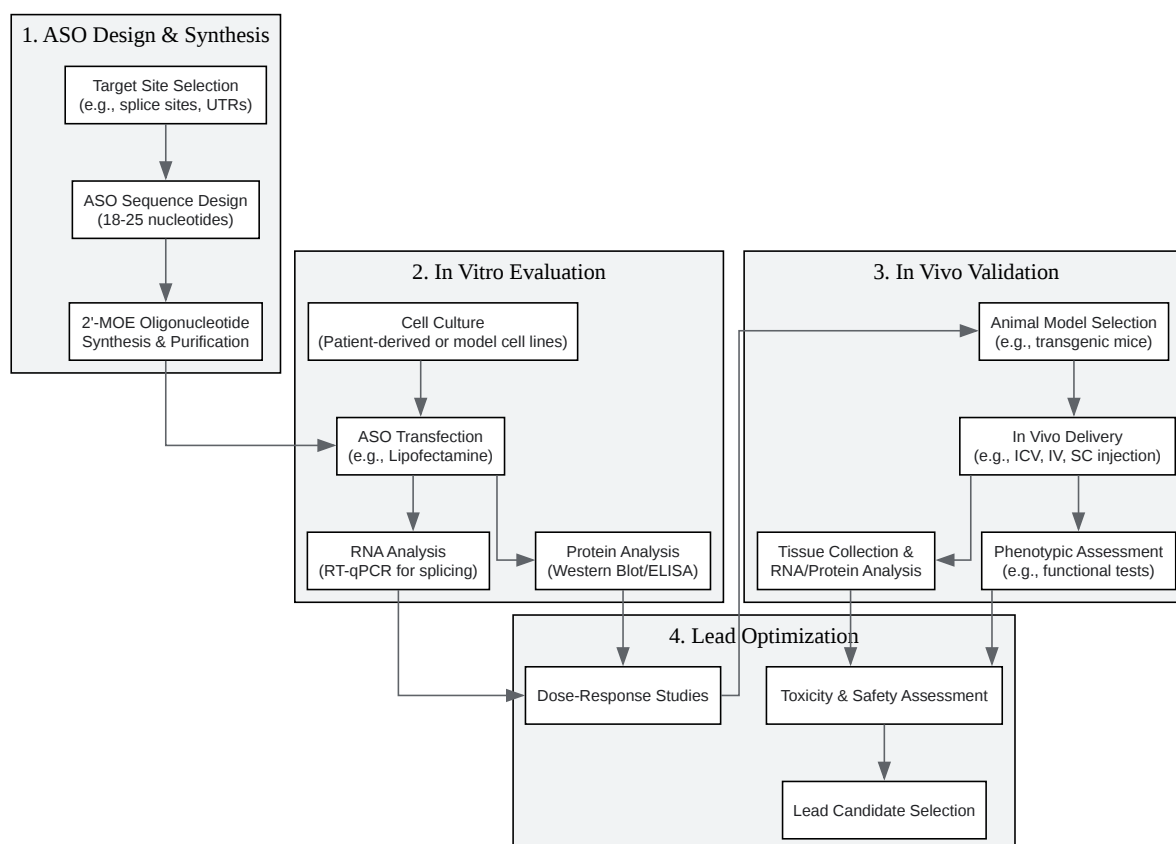 1. ASO Design & Synthesis
Target Site Selection
(e.g., splice sites, UTRs)
ASO Sequence Design
(18-25 nucleotides)
2'-MOE Oligonucleotide
Synthesis & Purification
2. In Vitro Evaluation
Cell Culture
(Patient-derived or model cell lines)
ASO Transfection
(e.g., Lipofectamine)
RNA Analysis
(RT-qPCR for splicing)
Protein Analysis
(Western Blot/ELISA)
3. In Vivo Validation
Animal Model Selection
(e.g., transgenic mice)
In Vivo Delivery
(e.g., ICV, IV, SC injection)
Tissue Collection &
RNA/Protein Analysis
Phenotypic Assessment
(e.g., functional tests)
4. Lead Optimization
Dose-Response Studies
Toxicity & Safety Assessment
Lead Candidate Selection